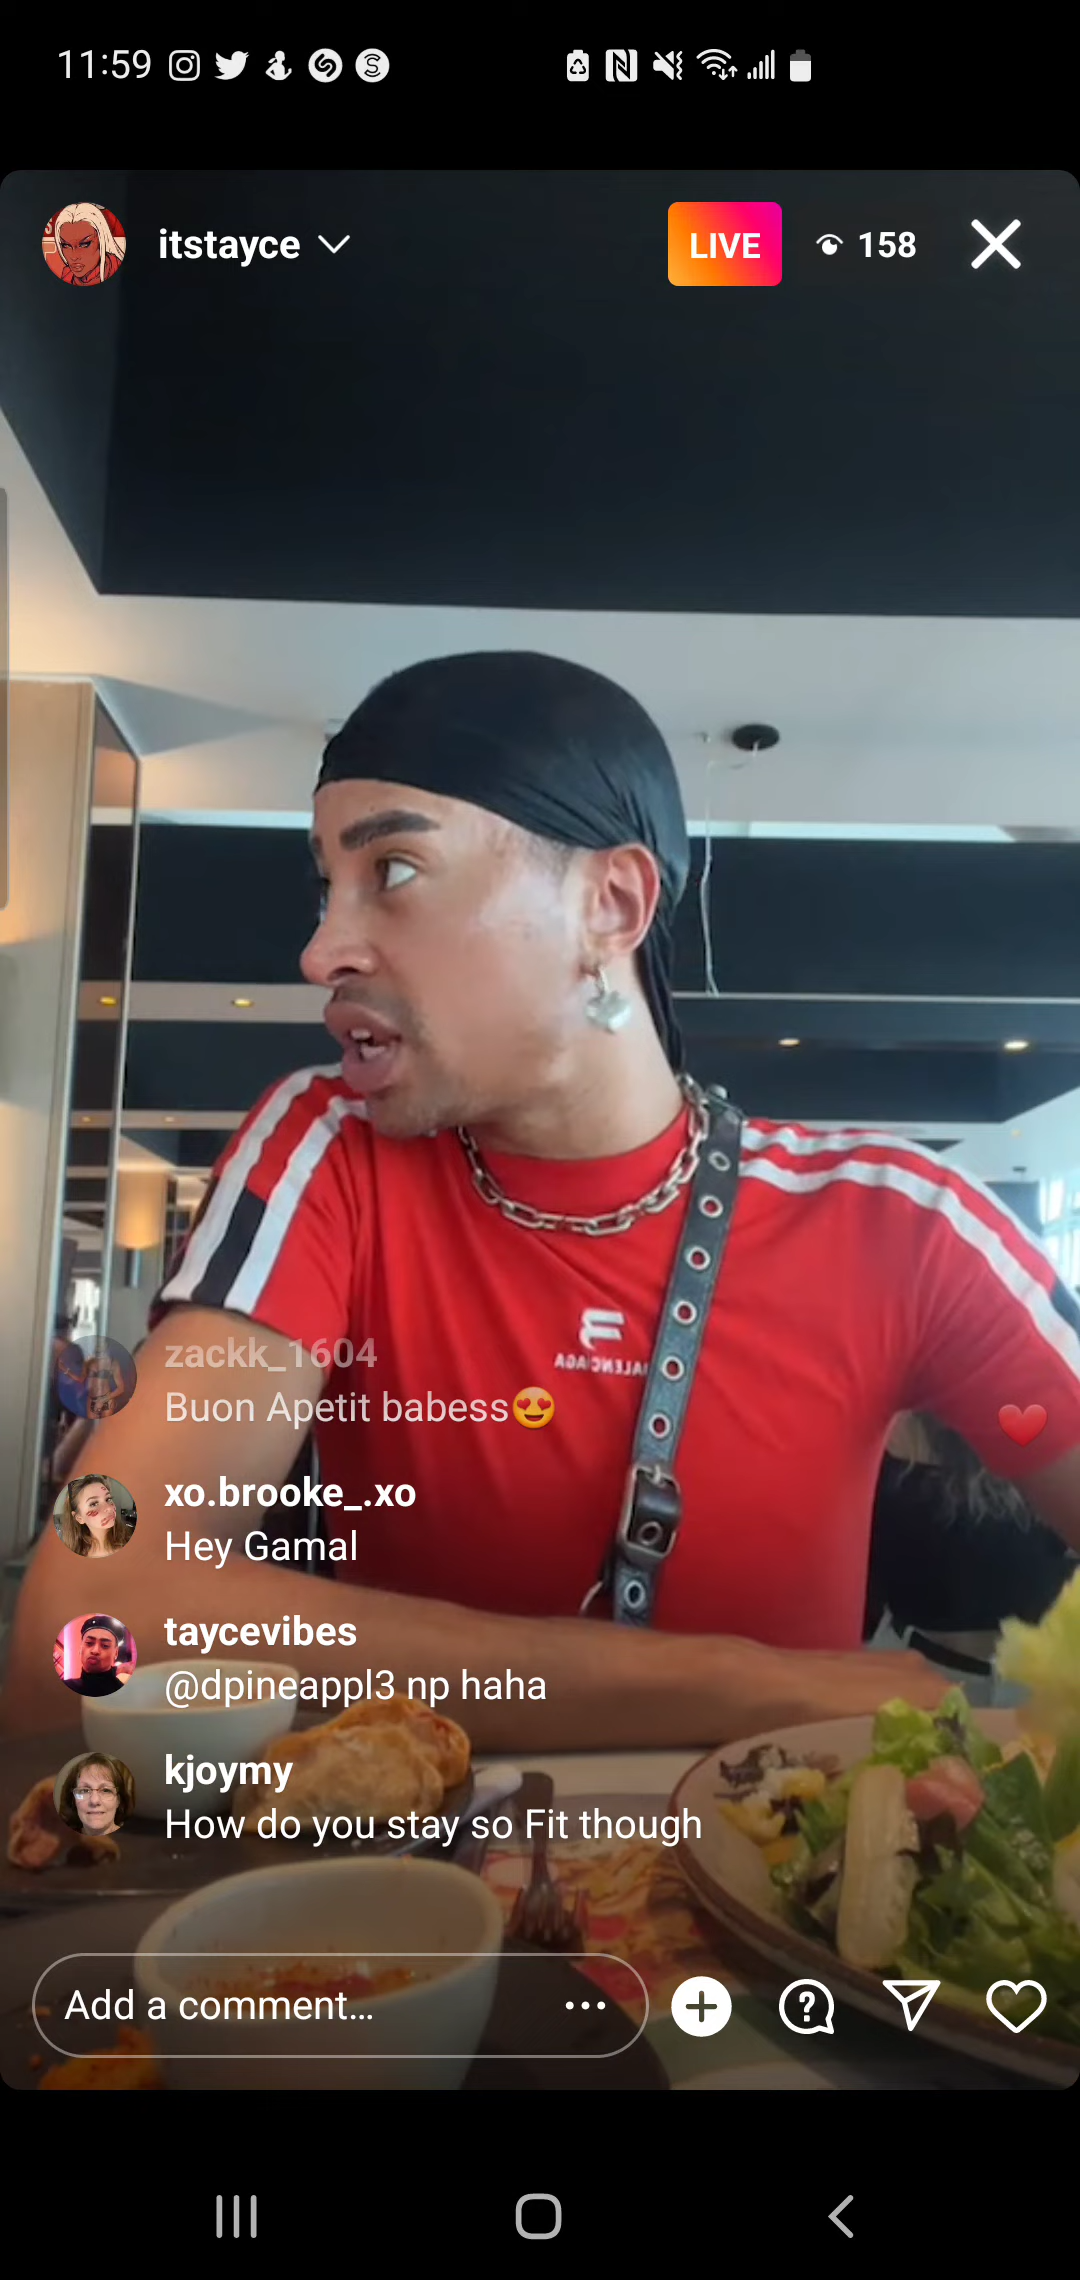 11:59
itstayce
LIVE
158
BALENCIAGA
zackk_1604
Buon Apetit babess😍
xo.brooke_.xo
Hey Gamal
taycevibes
@dpineappl3 np haha
kjoymy
How do you stay so Fit though
Add a comment...